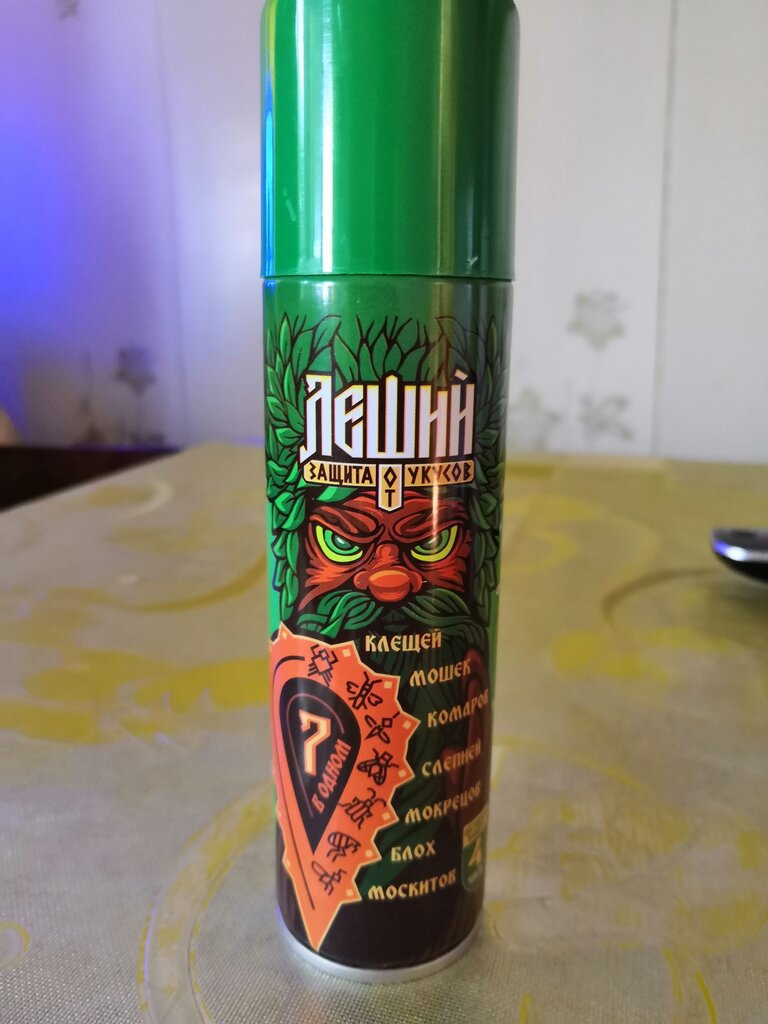 Леший
ЗАЩИТА ОТ УКУСОВ
КЛЕЩЕЙ
МОШЕК
КОМАРОВ
СЛЕПНЕЙ
МОКРЕЦОВ
БЛОХ
МОСКИТОВ
7
В ОДНОМ
4